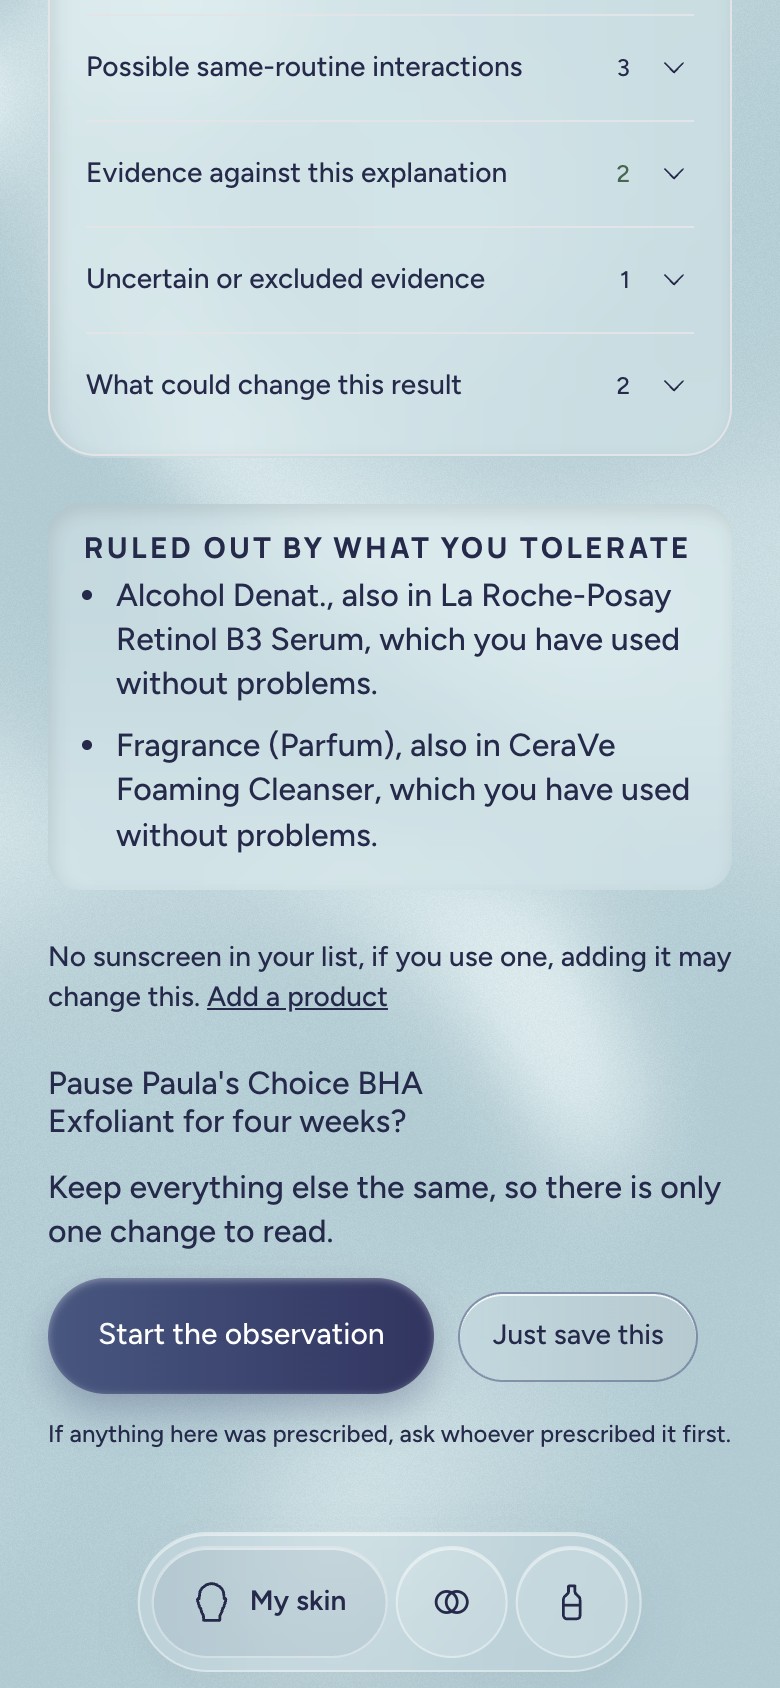 Possible same-routine interactions 3
Evidence against this explanation 2
Uncertain or excluded evidence 1
What could change this result 2
RULED OUT BY WHAT YOU TOLERATE
• Alcohol Denat., also in La Roche-Posay
Retinol B3 Serum, which you have used
without problems.
• Fragrance (Parfum), also in CeraVe
Foaming Cleanser, which you have used
without problems.
No sunscreen in your list, if you use one, adding it may
change this. Add a product
Pause Paula's Choice BHA
Exfoliant for four weeks?
Keep everything else the same, so there is only
one change to read.
Start the observation Just save this
If anything here was prescribed, ask whoever prescribed it first.
My skin